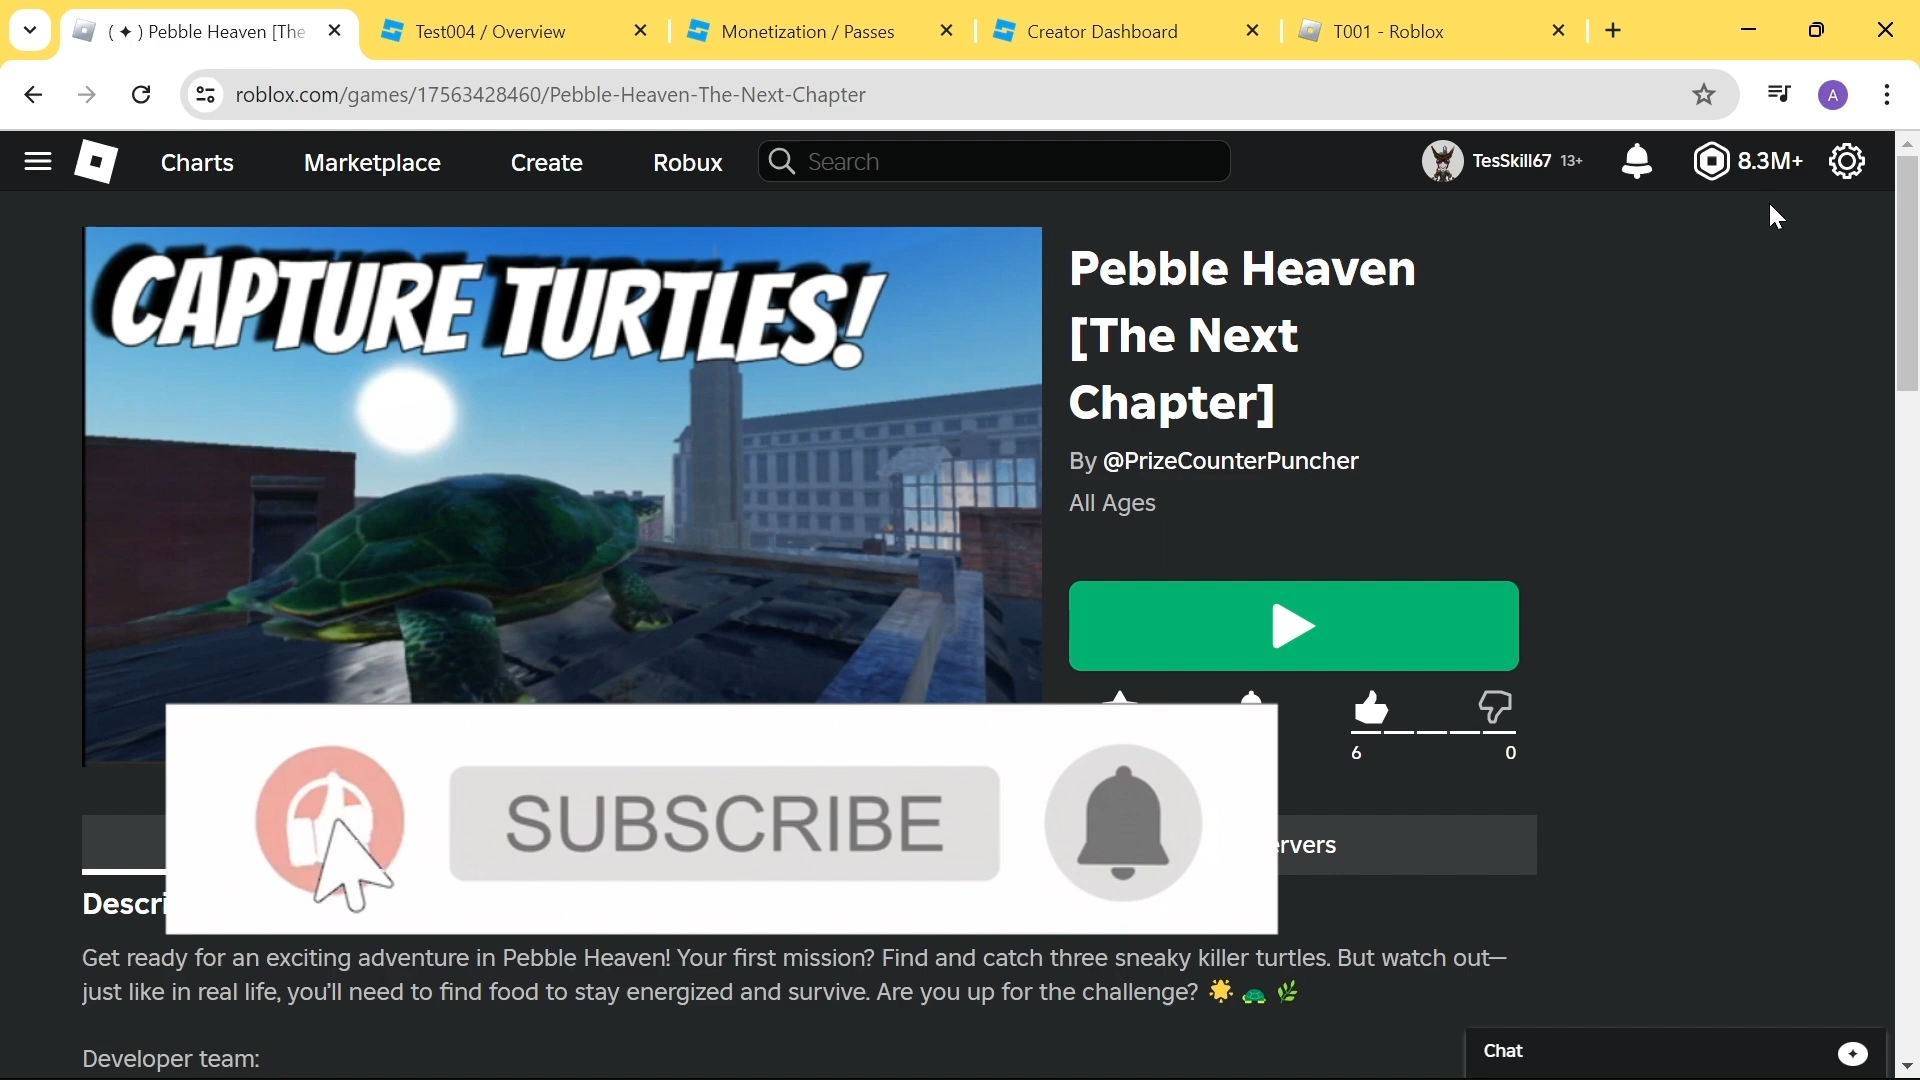 ( ✦ ) Pebble Heaven [The
Test004 / Overview
Monetization / Passes
Creator Dashboard
T001 - Roblox
roblox.com/games/17563428460/Pebble-Heaven-The-Next-Chapter
A
Charts
Marketplace
Create
Robux
Search
TesSkill67 13+
8.3M+
CAPTURE TURTLES!
Pebble Heaven
[The Next
Chapter]
By @PrizeCounterPuncher
All Ages
6
0
SUBSCRIBE
ervers
Descri
Get ready for an exciting adventure in Pebble Heaven! Your first mission? Find and catch three sneaky killer turtles. But watch out—
just like in real life, you'll need to find food to stay energized and survive. Are you up for the challenge? 🌟 🐢 🌿
Developer team:
Chat